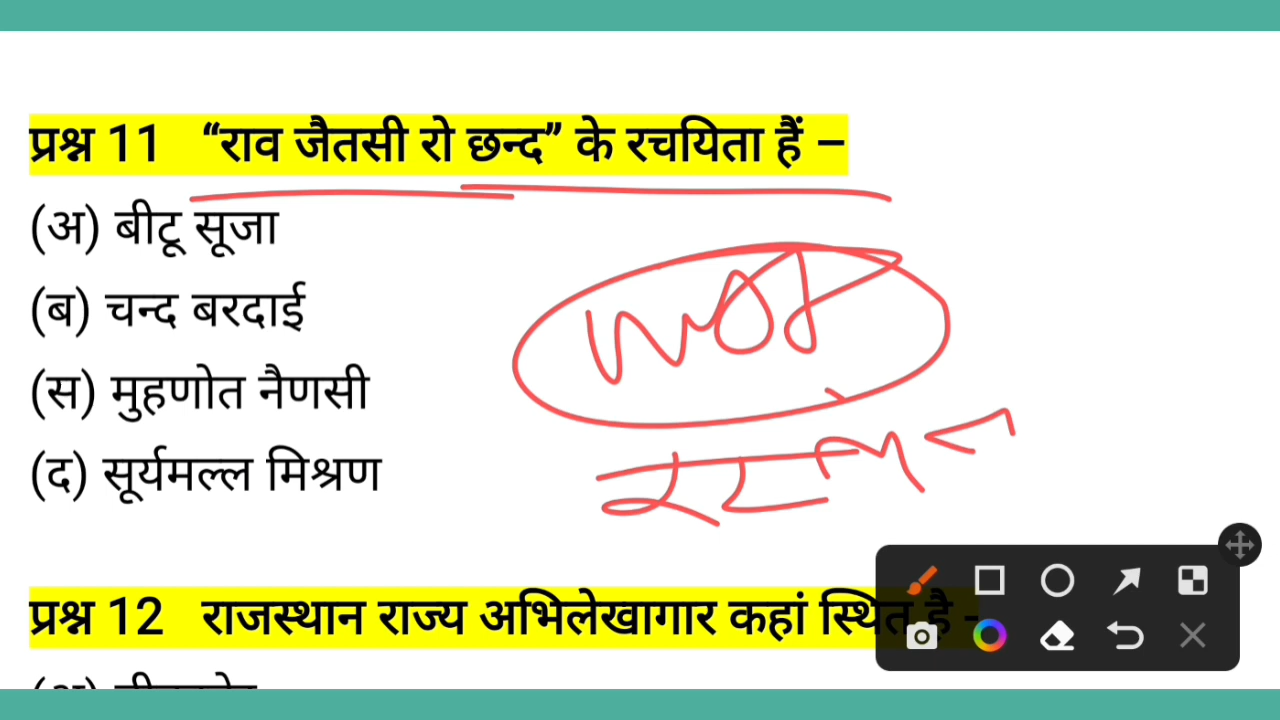 प्रश्न 11 “राव जैतसी रो छन्द” के रचयिता हैं –
(अ) बीटू सूजा
(ब) चन्द बरदाई
(स) मुहणोत नैणसी
(द) सूर्यमल्ल मिश्रण
प्रश्न 12 राजस्थान राज्य अभिलेखागार कहां स्थित है -